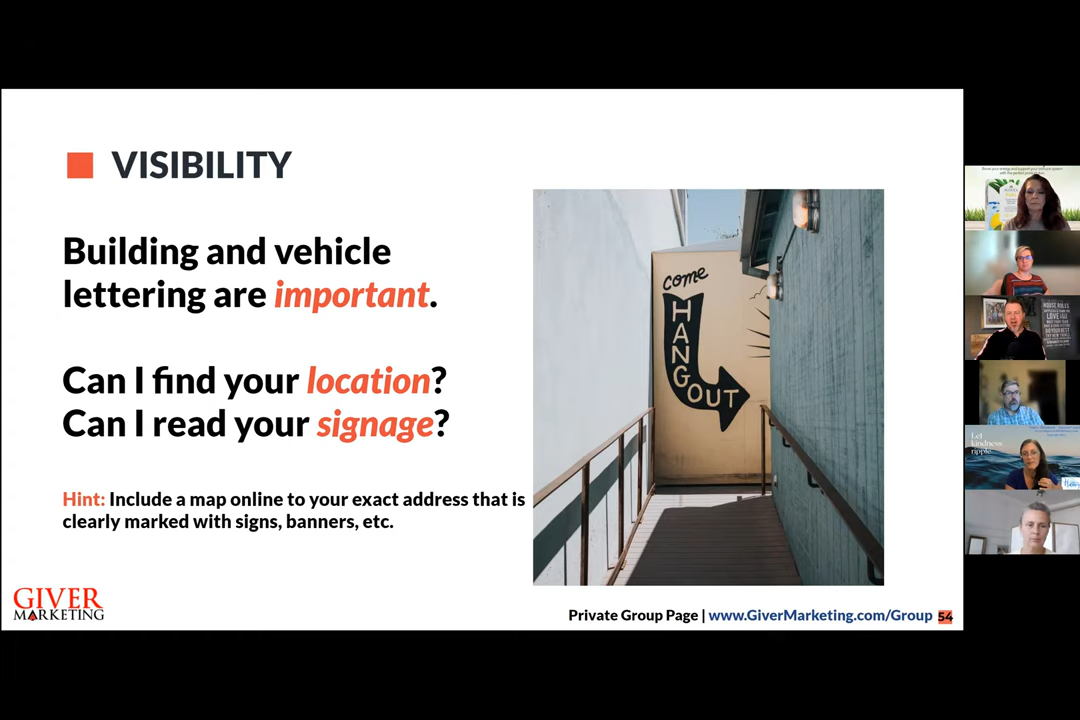 VISIBILITY
Building and vehicle
lettering are important.
Can I find your location?
Can I read your signage?
Hint: Include a map online to your exact address that is
clearly marked with signs, banners, etc.
come
HANGOUT
GIVER
MARKETING
Private Group Page | www.GiverMarketing.com/Group 54
HOUSE RULES
LOVE
Let
kindness
ripple